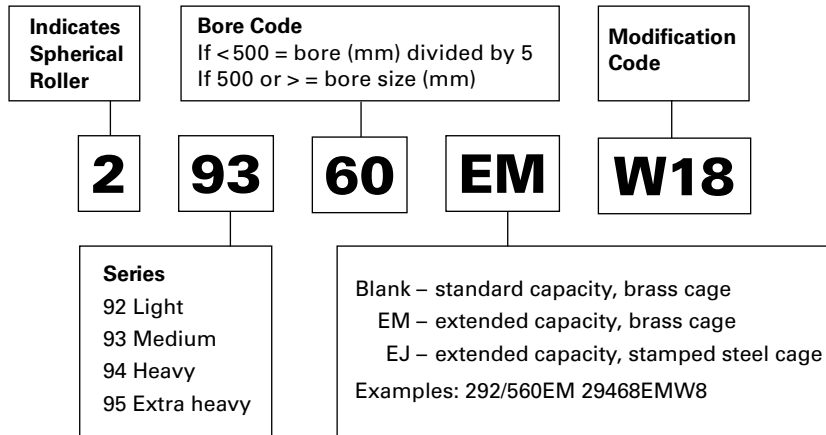 Indicates
Spherical
Roller
Bore Code
If <500 = bore (mm) divided by 5
If 500 or > = bore size (mm)
Modification
Code
2 93 60 EM W18
Series
92 Light
93 Medium
94 Heavy
95 Extra heavy
Blank – standard capacity, brass cage
EM – extended capacity, brass cage
EJ – extended capacity, stamped steel cage
Examples: 292/560EM 29468EMW8